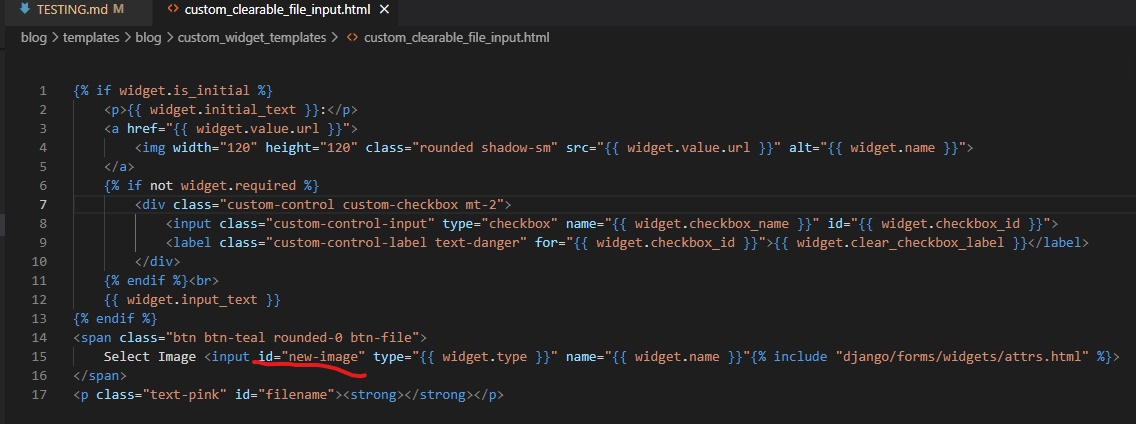 TESTING.md M
custom_clearable_file_input.html
blog > templates > blog > custom_widget_templates > custom_clearable_file_input.html
1 {% if widget.is_initial %}
2 <p>{{ widget.initial_text }}:</p>
3 <a href="{{ widget.value.url }}">
4 <img width="120" height="120" class="rounded shadow-sm" src="{{ widget.value.url }}" alt="{{ widget.name }}">
5 </a>
6 {% if not widget.required %}
7 <div class="custom-control custom-checkbox mt-2">
8 <input class="custom-control-input" type="checkbox" name="{{ widget.checkbox_name }}" id="{{ widget.checkbox_id }}">
9 <label class="custom-control-label text-danger" for="{{ widget.checkbox_id }}">{{ widget.clear_checkbox_label }}</label>
10 </div>
11 {% endif %}<br>
12 {{ widget.input_text }}
13 {% endif %}
14 <span class="btn btn-teal rounded-0 btn-file">
15 Select Image <input id="new-image" type="{{ widget.type }}" name="{{ widget.name }}"{% include "django/forms/widgets/attrs.html" %}>
16 </span>
17 <p class="text-pink" id="filename"><strong></strong></p>